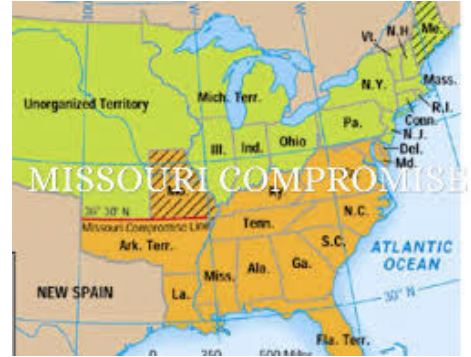 Me.
N.H.
Vt.
N.Y.
Mass.
Mich. Terr.
Unorganized Territory
R.I.
Conn.
Pa.
N.J.
Ill. Ind. Ohio
Del.
Md.
MISSOURI COMPROMISE
Ky.
36° 30' N
N.C.
Missouri Compromise Line
Tenn.
Ark. Terr.
S.C.
ATLANTIC
OCEAN
Miss. Ala. Ga.
NEW SPAIN
La.
30° N
Fla. Terr.
0 250 500 Miles